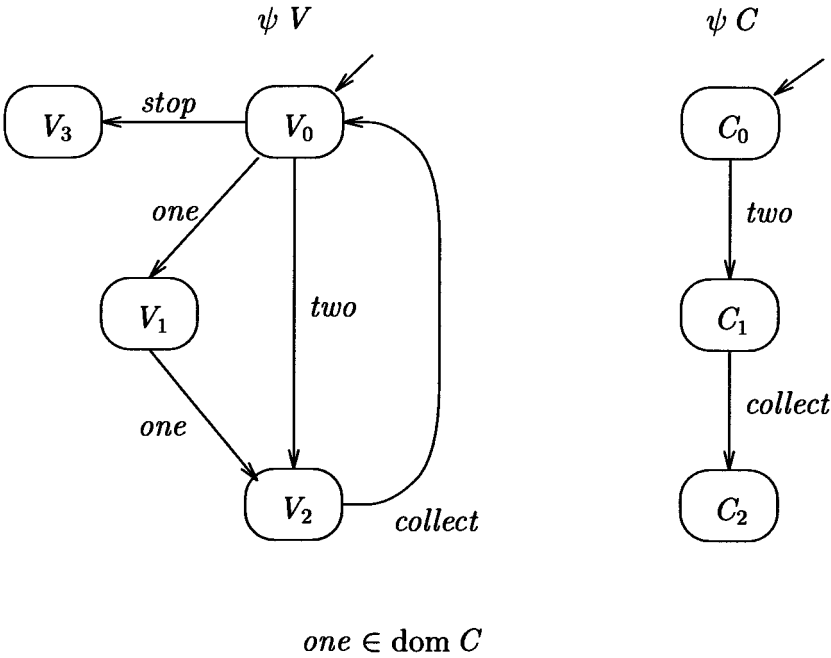 ψ V
ψ C
stop
V₃
V₀
C₀
one
two
two
V₁
C₁
one
collect
V₂
C₂
collect
one ∈ dom C